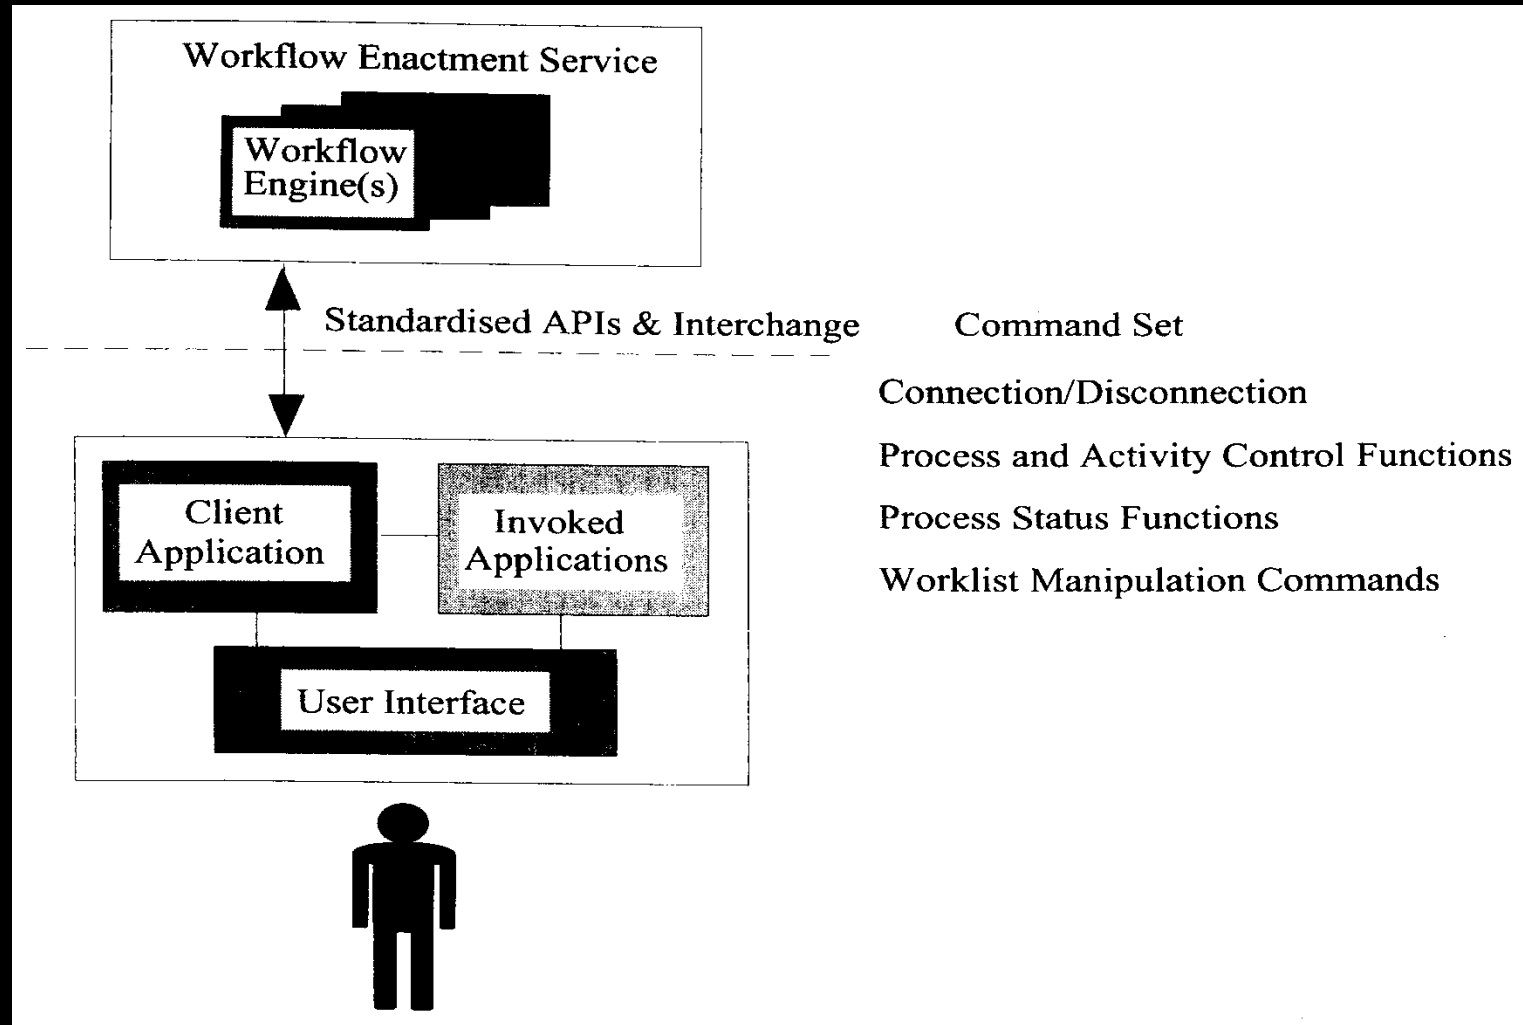 Workflow Enactment Service
Workflow
Engine(s)
Standardised APIs & Interchange
Command Set
Connection/Disconnection
Process and Activity Control Functions
Process Status Functions
Worklist Manipulation Commands
Client
Application
Invoked
Applications
User Interface